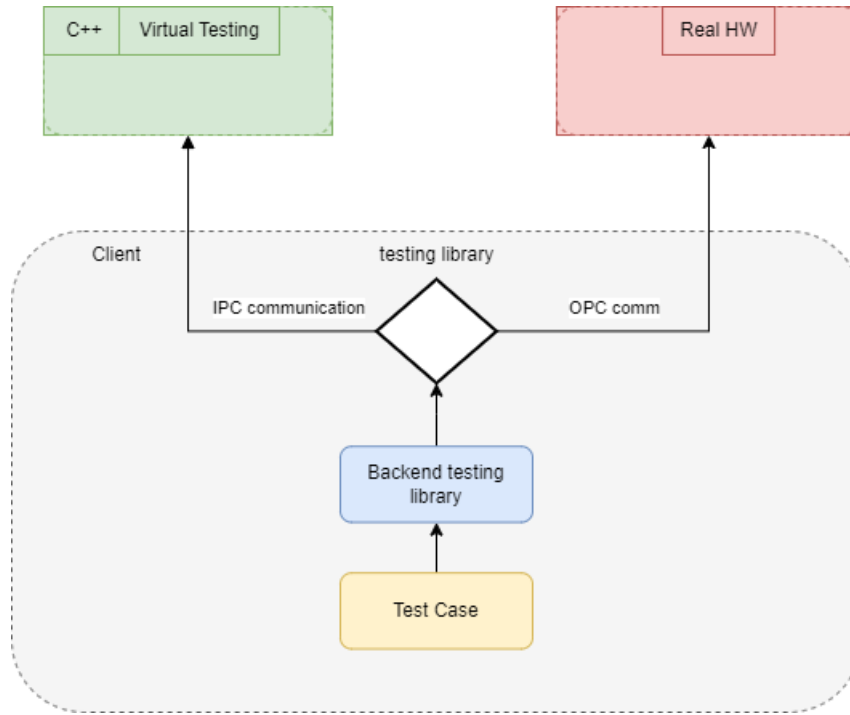 C++
Virtual Testing
Real HW
Client
testing library
IPC communication
OPC comm
Backend testing
library
Test Case